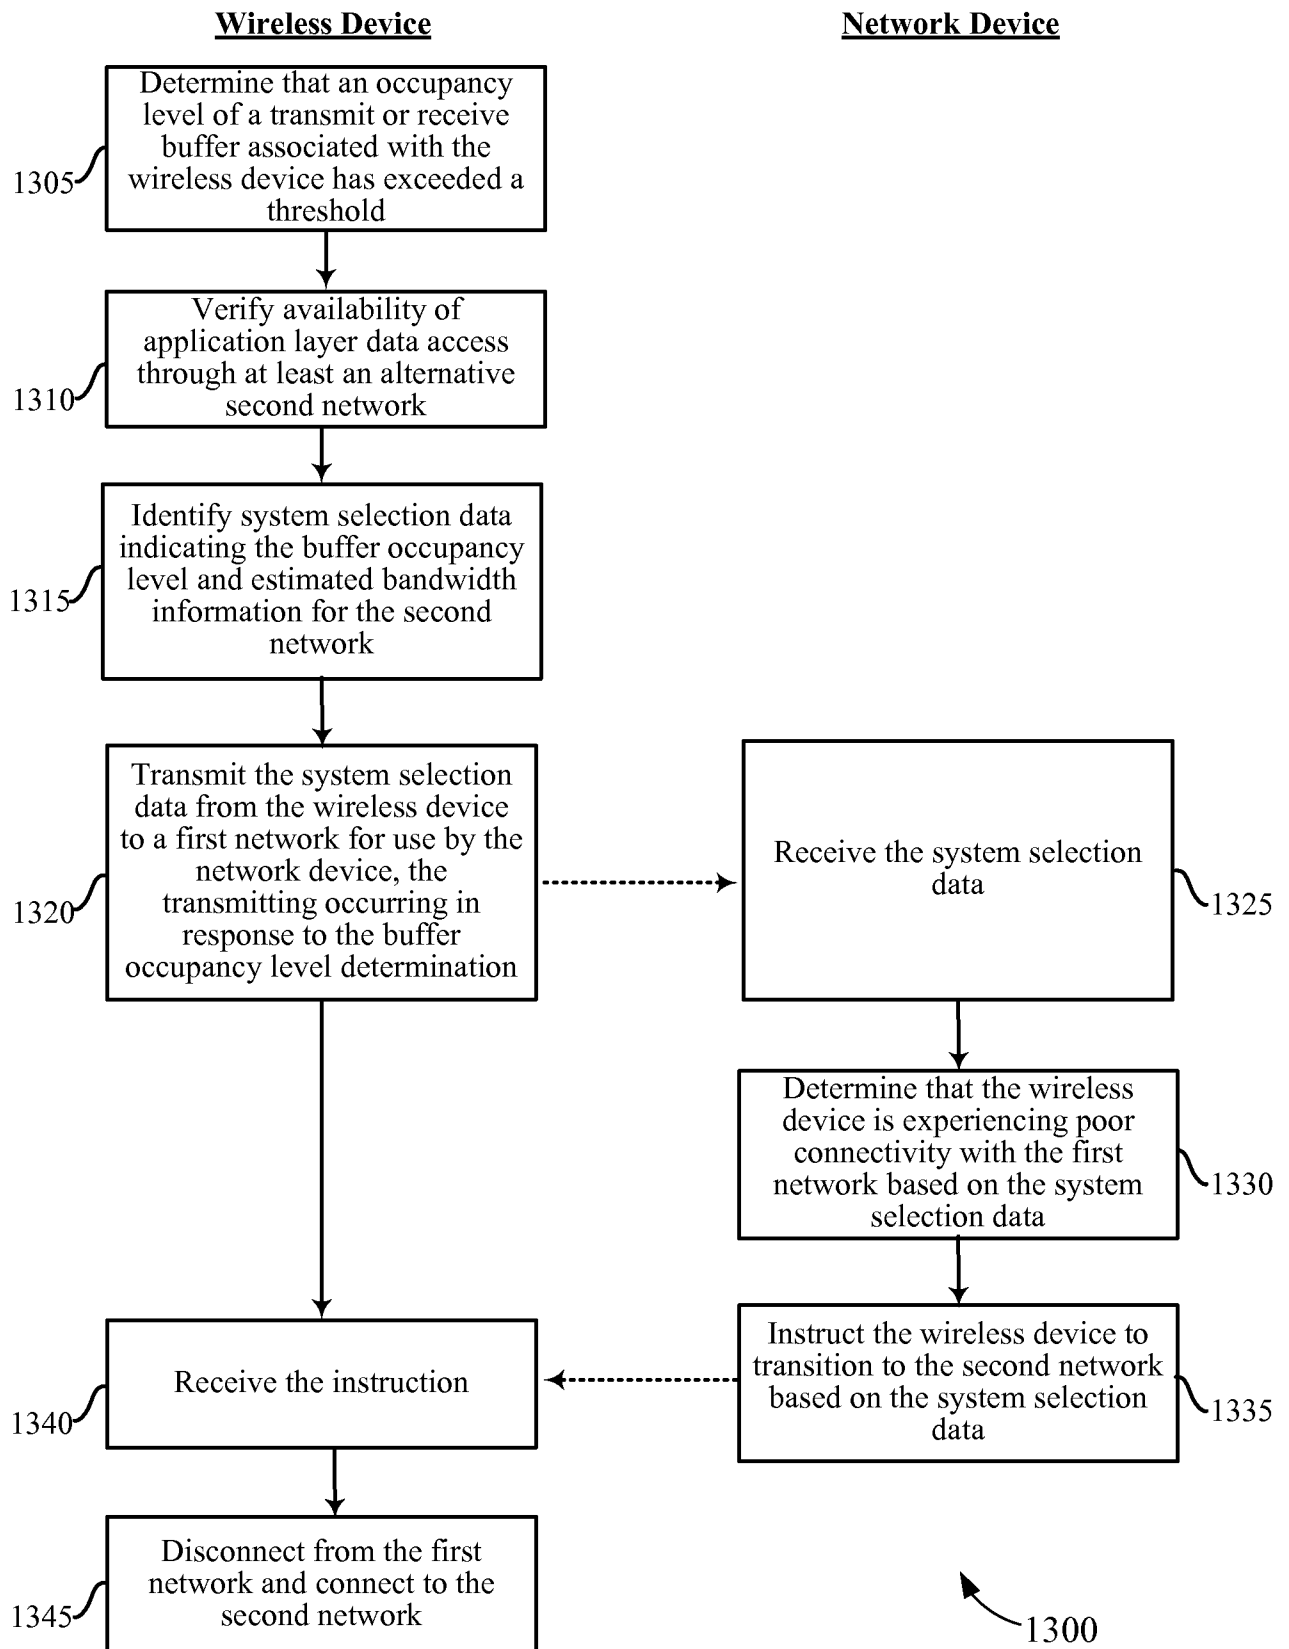 Wireless Device
Network Device
Determine that an occupancy
level of a transmit or receive
buffer associated with the
wireless device has exceeded a
threshold
1305
Verify availability of
application layer data access
through at least an alternative
second network
1310
Identify system selection data
indicating the buffer occupancy
level and estimated bandwidth
information for the second
network
1315
Transmit the system selection
data from the wireless device
to a first network for use by the
network device, the
transmitting occurring in
response to the buffer
occupancy level determination
1320
Receive the system selection
data
1325
Determine that the wireless
device is experiencing poor
connectivity with the first
network based on the system
selection data
1330
Instruct the wireless device to
transition to the second network
based on the system selection
data
1335
Receive the instruction
1340
Disconnect from the first
network and connect to the
second network
1345
1300